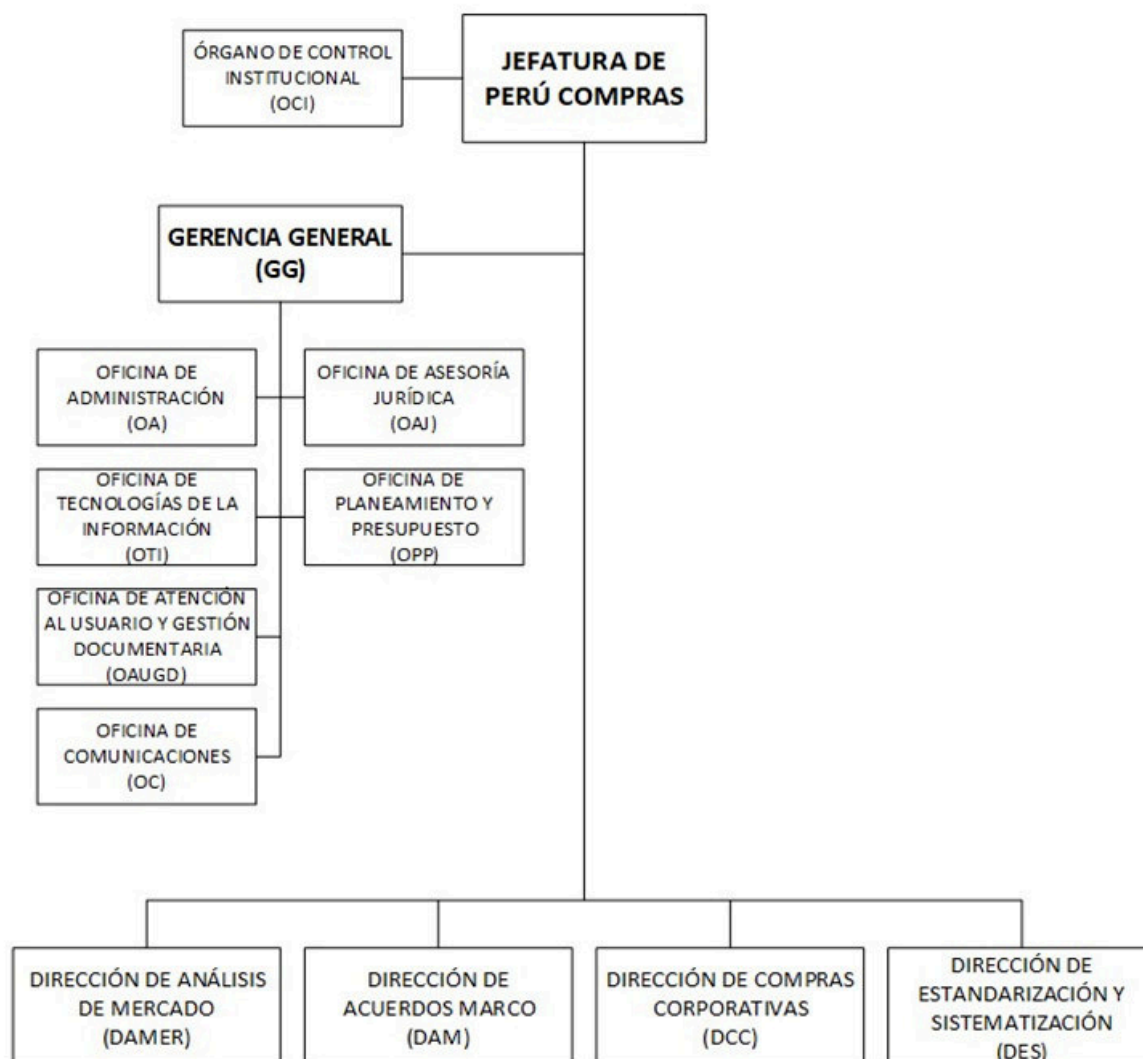 ÓRGANO DE CONTROL
INSTITUCIONAL
(OCI)
JEFATURA DE
PERÚ COMPRAS
GERENCIA GENERAL
(GG)
OFICINA DE
ADMINISTRACIÓN
(OA)
OFICINA DE ASESORÍA
JURÍDICA
(OAJ)
OFICINA DE
TECNOLOGÍAS DE LA
INFORMACIÓN
(OTI)
OFICINA DE
PLANEAMIENTO Y
PRESUPUESTO
(OPP)
OFICINA DE ATENCIÓN
AL USUARIO Y GESTIÓN
DOCUMENTARIA
(OAUGD)
OFICINA DE
COMUNICACIONES
(OC)
DIRECCIÓN DE ANÁLISIS
DE MERCADO
(DAMER)
DIRECCIÓN DE
ACUERDOS MARCO
(DAM)
DIRECCIÓN DE COMPRAS
CORPORATIVAS
(DCC)
DIRECCIÓN DE
ESTANDARIZACIÓN Y
SISTEMATIZACIÓN
(DES)